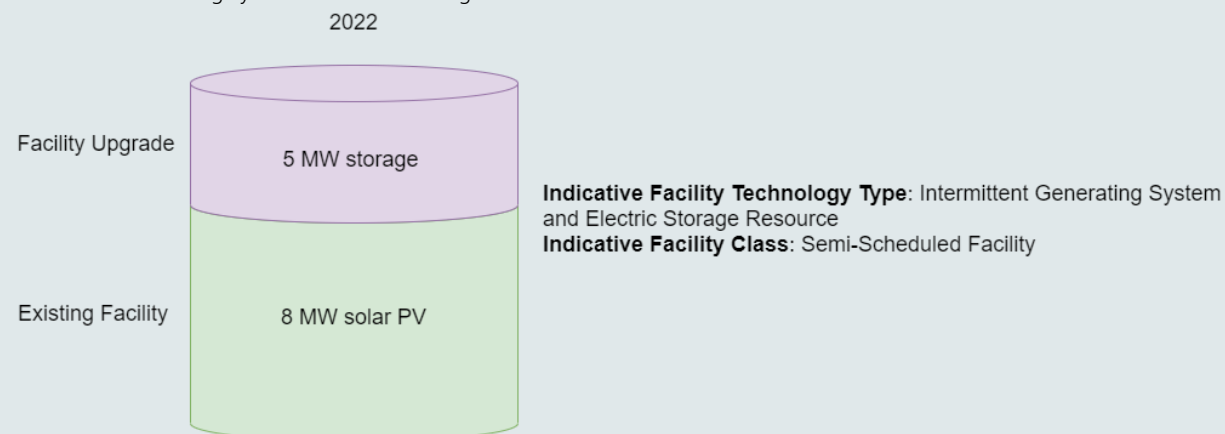 2022
Facility Upgrade
5 MW storage
Indicative Facility Technology Type: Intermittent Generating System
and Electric Storage Resource
Indicative Facility Class: Semi-Scheduled Facility
Existing Facility
8 MW solar PV